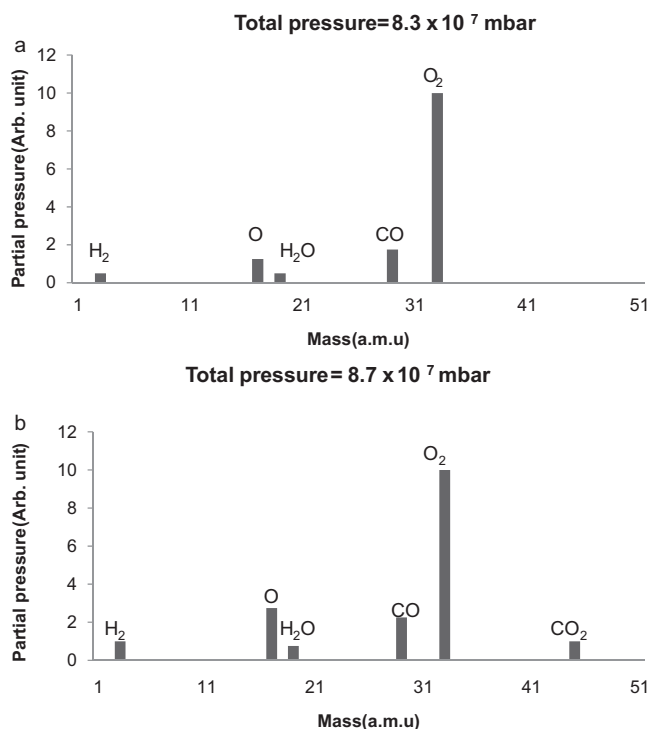 Total pressure=8.3 x 10 ⁷ mbar
a
12
10
8
6
4
2
0
Partial pressure(Arb. unit)
H₂
O
H₂O
CO
O₂
1 11 21 31 41 51
Mass(a.m.u)
Total pressure= 8.7 x 10 ⁷ mbar
b
12
10
8
6
4
2
0
Partial pressure(Arb. unit)
H₂
O
H₂O
CO
O₂
CO₂
1 11 21 31 41 51
Mass(a.m.u)